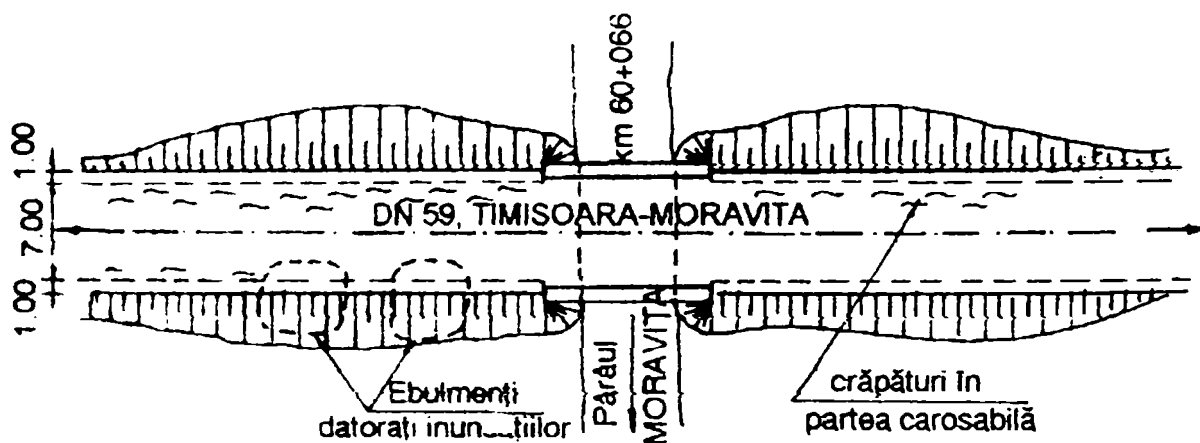 km 60+066
1.00
7.00
1.00
DN 59, TIMISOARA-MORAVITA
Pârâul
MORAVITA
Ebulmenți
datorați
crăpături în
partea carosabilă